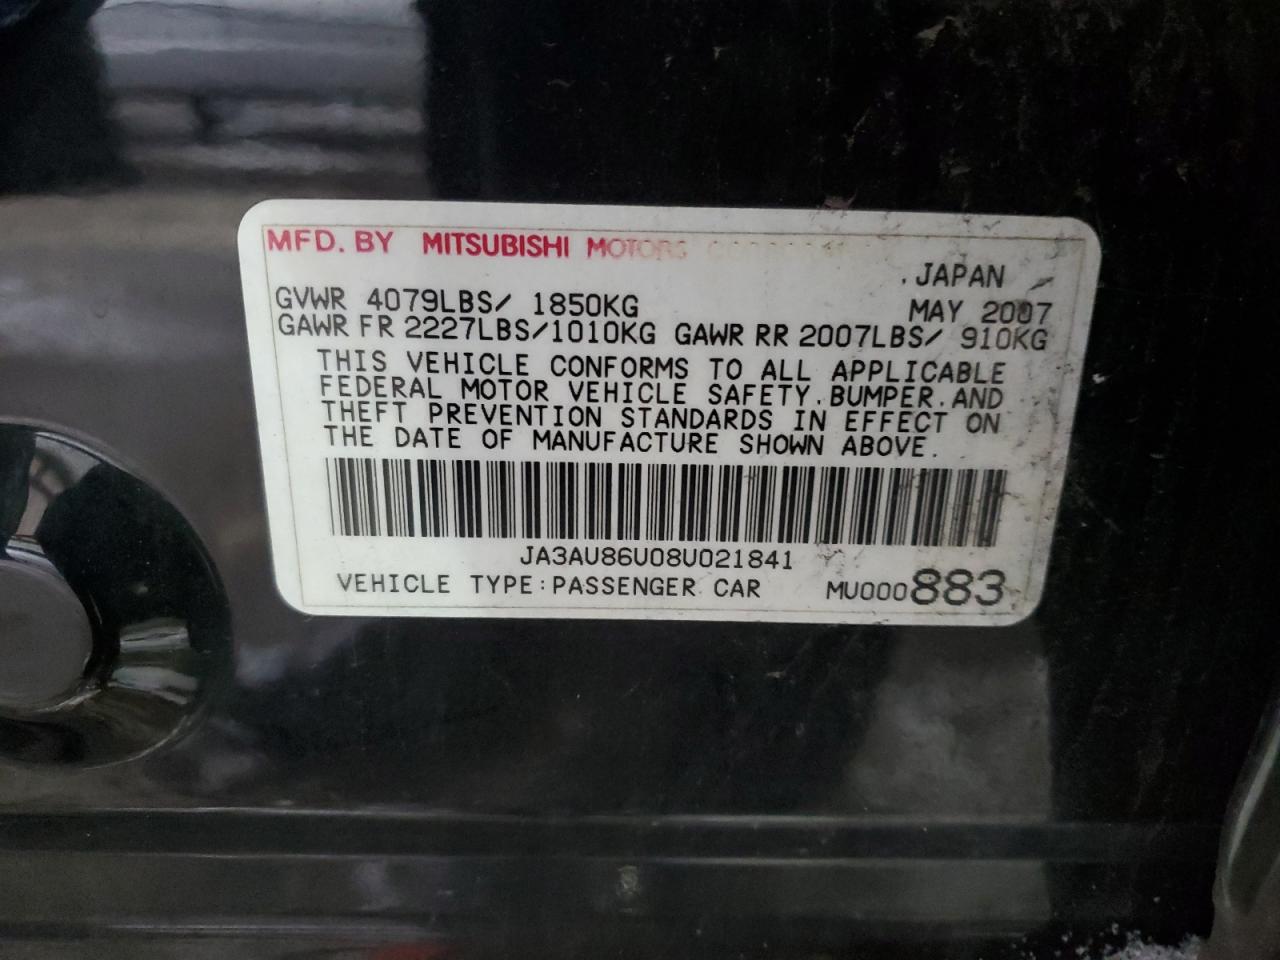 MFD. BY MITSUBISHI MOTORS
JAPAN
GVWR 4079LBS/ 1850KG MAY 2007
GAWR FR 2227LBS/1010KG GAWR RR 2007LBS/ 910KG
THIS VEHICLE CONFORMS TO ALL APPLICABLE
FEDERAL MOTOR VEHICLE SAFETY, BUMPER, AND
THEFT PREVENTION STANDARDS IN EFFECT ON
THE DATE OF MANUFACTURE SHOWN ABOVE.
JA3AU86U08U021841
VEHICLE TYPE:PASSENGER CAR MU000883